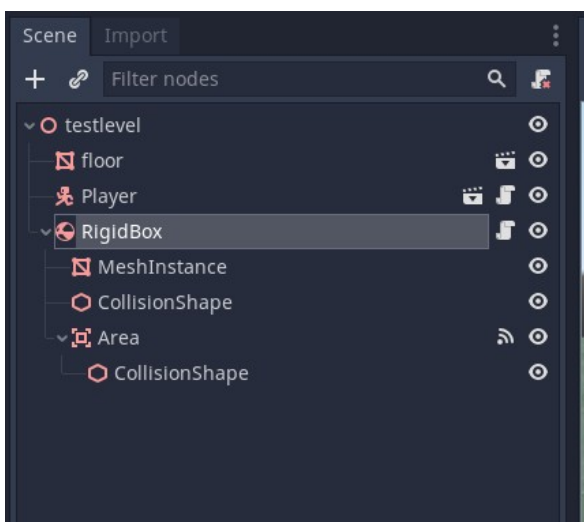 Scene Import
Filter nodes
testlevel
floor
Player
RigidBox
MeshInstance
CollisionShape
Area
CollisionShape